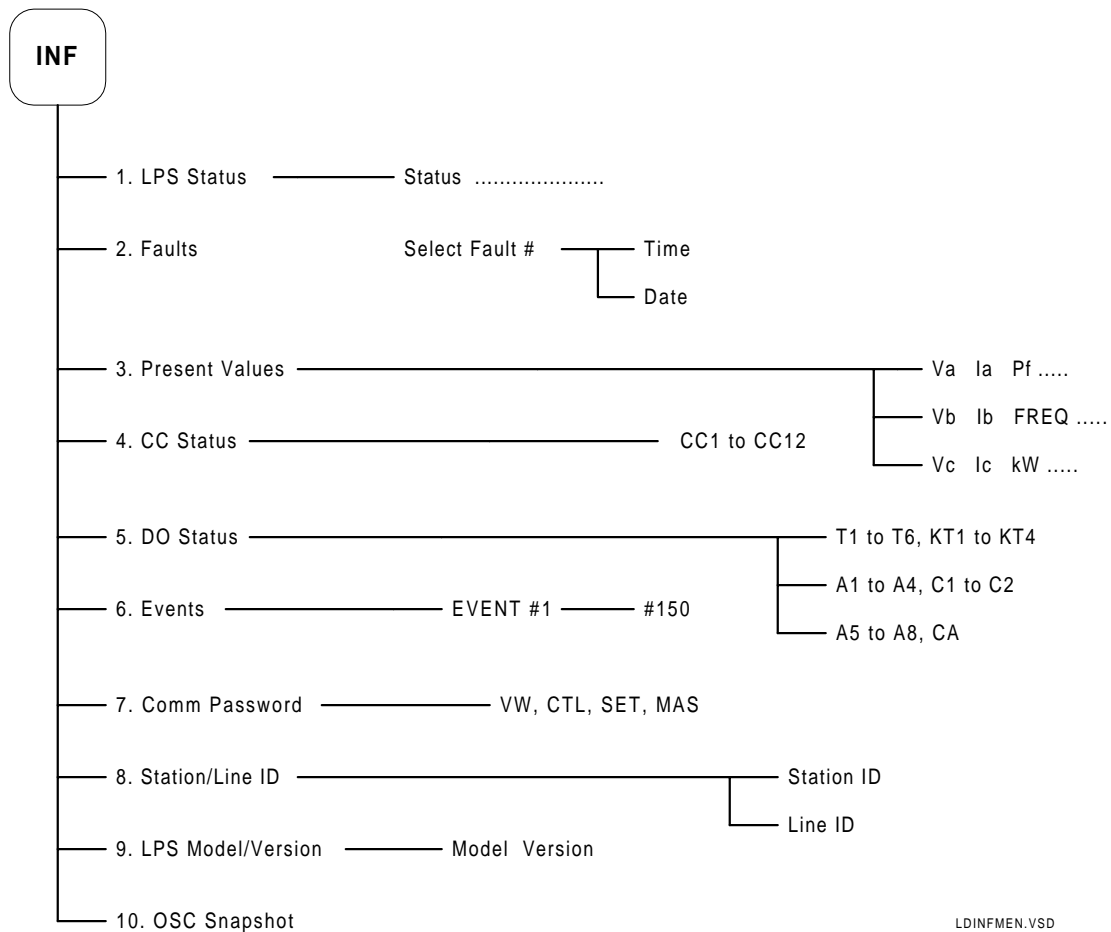 INF
1. LPS Status Status .....................
2. Faults Select Fault # Time
Date
3. Present Values Va Ia Pf .....
Vb Ib FREQ .....
4. CC Status CC1 to CC12
Vc Ic kW .....
5. DO Status T1 to T6, KT1 to KT4
A1 to A4, C1 to C2
6. Events EVENT #1 #150
A5 to A8, CA
7. Comm Password VW, CTL, SET, MAS
8. Station/Line ID Station ID
Line ID
9. LPS Model/Version Model Version
10. OSC Snapshot
LDINFMEN.VSD